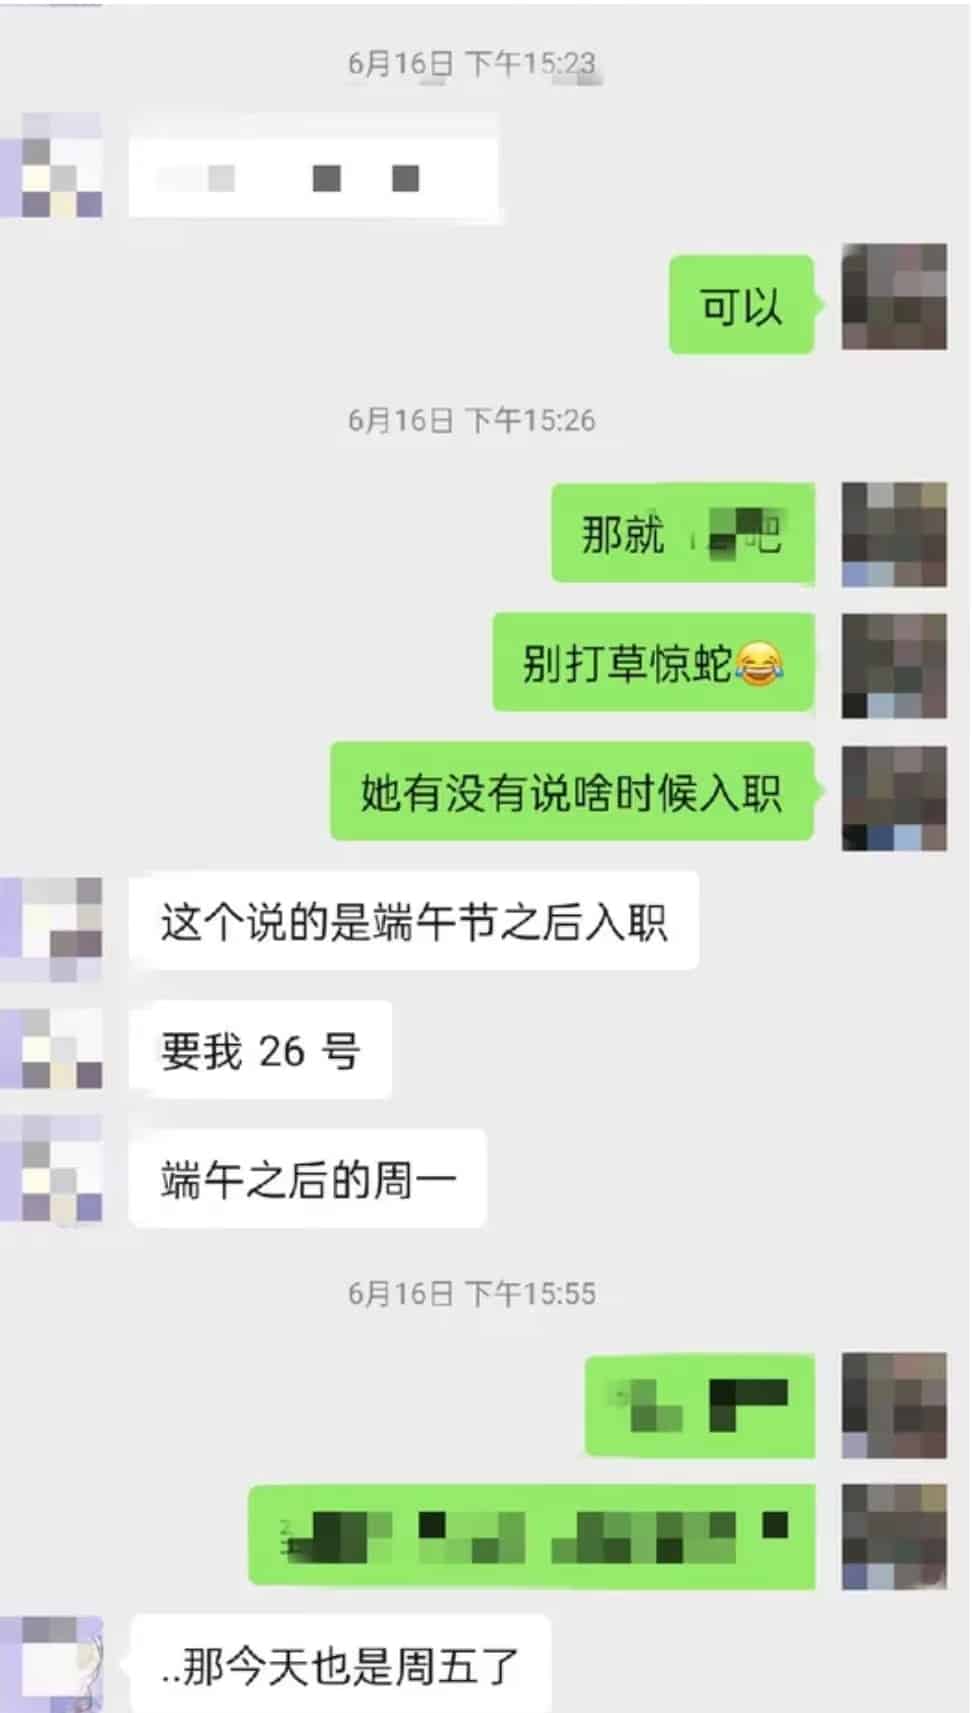 6月16日 下午15:23
可以
6月16日 下午15:26
那就 吧
别打草惊蛇😂
她有没有说啥时候入职
这个说的是端午节之后入职
要我 26 号
端午之后的周一
6月16日 下午15:55
..那今天也是周五了